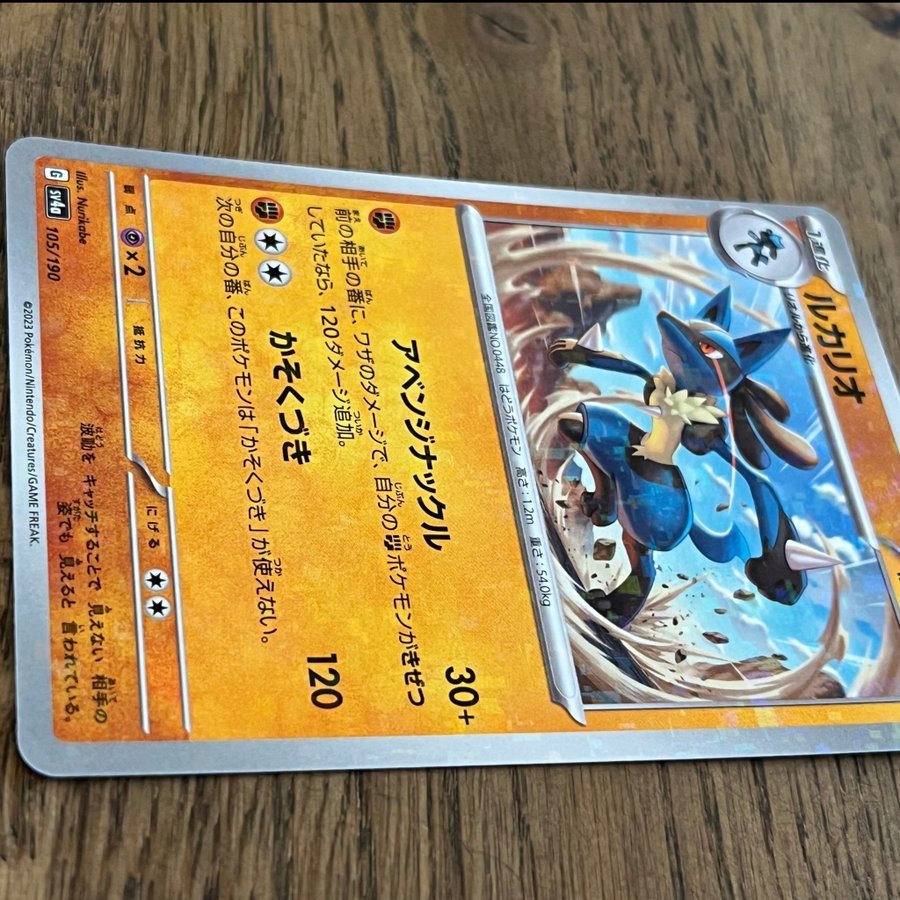 1進化
ルカリオ
リオルから進化
全国図鑑NO.0448 はどうポケモン 高さ:1.2m 重さ:54.0kg
アベンジナックル 30+
前の相手の番に、ワザのダメージで、自分のポケモンがきぜつ
していたなら、120ダメージ追加。
かそくづき 120
次の自分の番、このポケモンは「かそくづき」が使えない。
弱点 ×2 抵抗力 にげる
Illus. Nurikabe
G sv4a 105/190
波動を キャッチすることで 見えない 相手の
姿でも 見えると 言われている。
©2023 Pokémon/Nintendo/Creatures/GAME FREAK.